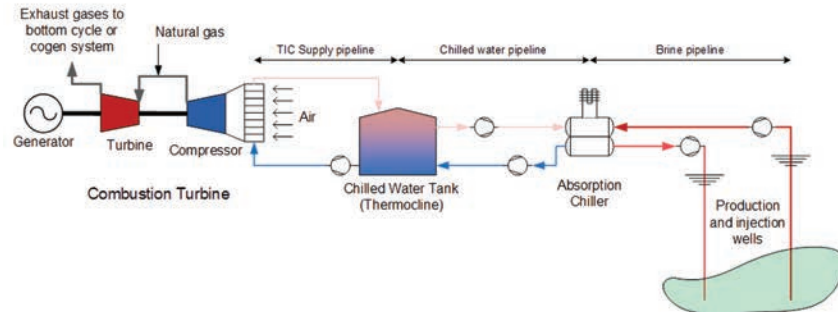 Exhaust gases to
bottom cycle or
cogen system
Natural gas
TIC Supply pipeline
Chilled water pipeline
Brine pipeline
Air
Generator
Turbine
Compressor
Combustion Turbine
Chilled Water Tank
(Thermocline)
Absorption
Chiller
Production
and injection
wells